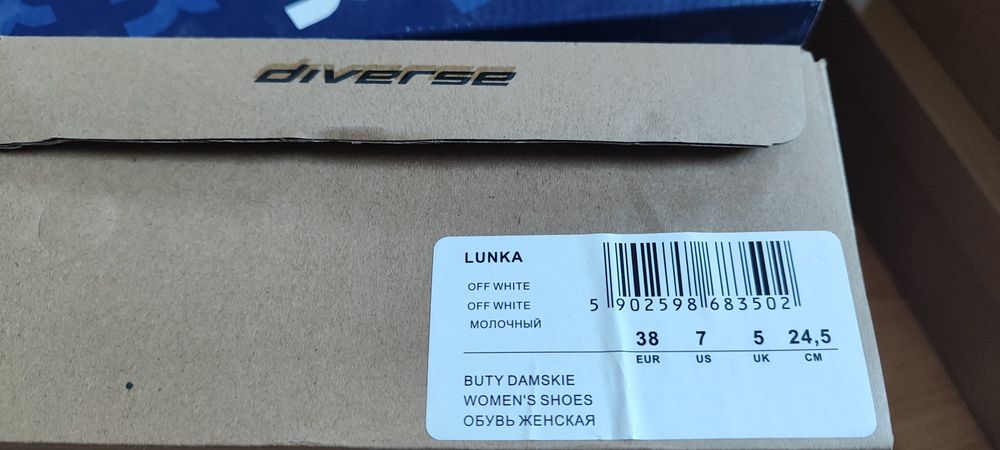 diverse
LUNKA
OFF WHITE
OFF WHITE
МОЛОЧНЫЙ
5 902598 683502
38 7 5 24,5
EUR US UK CM
BUTY DAMSKIE
WOMEN'S SHOES
ОБУВЬ ЖЕНСКАЯ